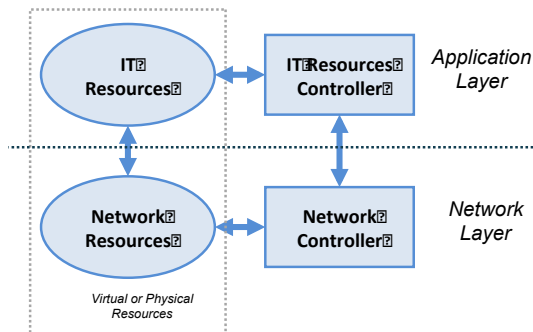 IT
Resources
IT Resources
Controller
Application
Layer
Network
Resources
Network
Controller
Network
Layer
Virtual or Physical
Resources